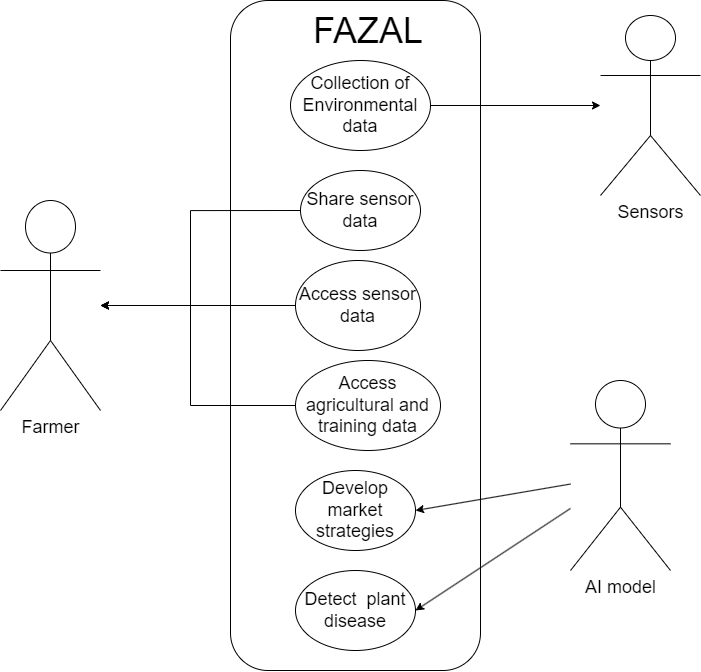 FAZAL
Collection of
Environmental
data
Sensors
Share sensor
data
Access sensor
data
Farmer
Access
agricultural and
training data
Develop
market
strategies
AI model
Detect plant
disease